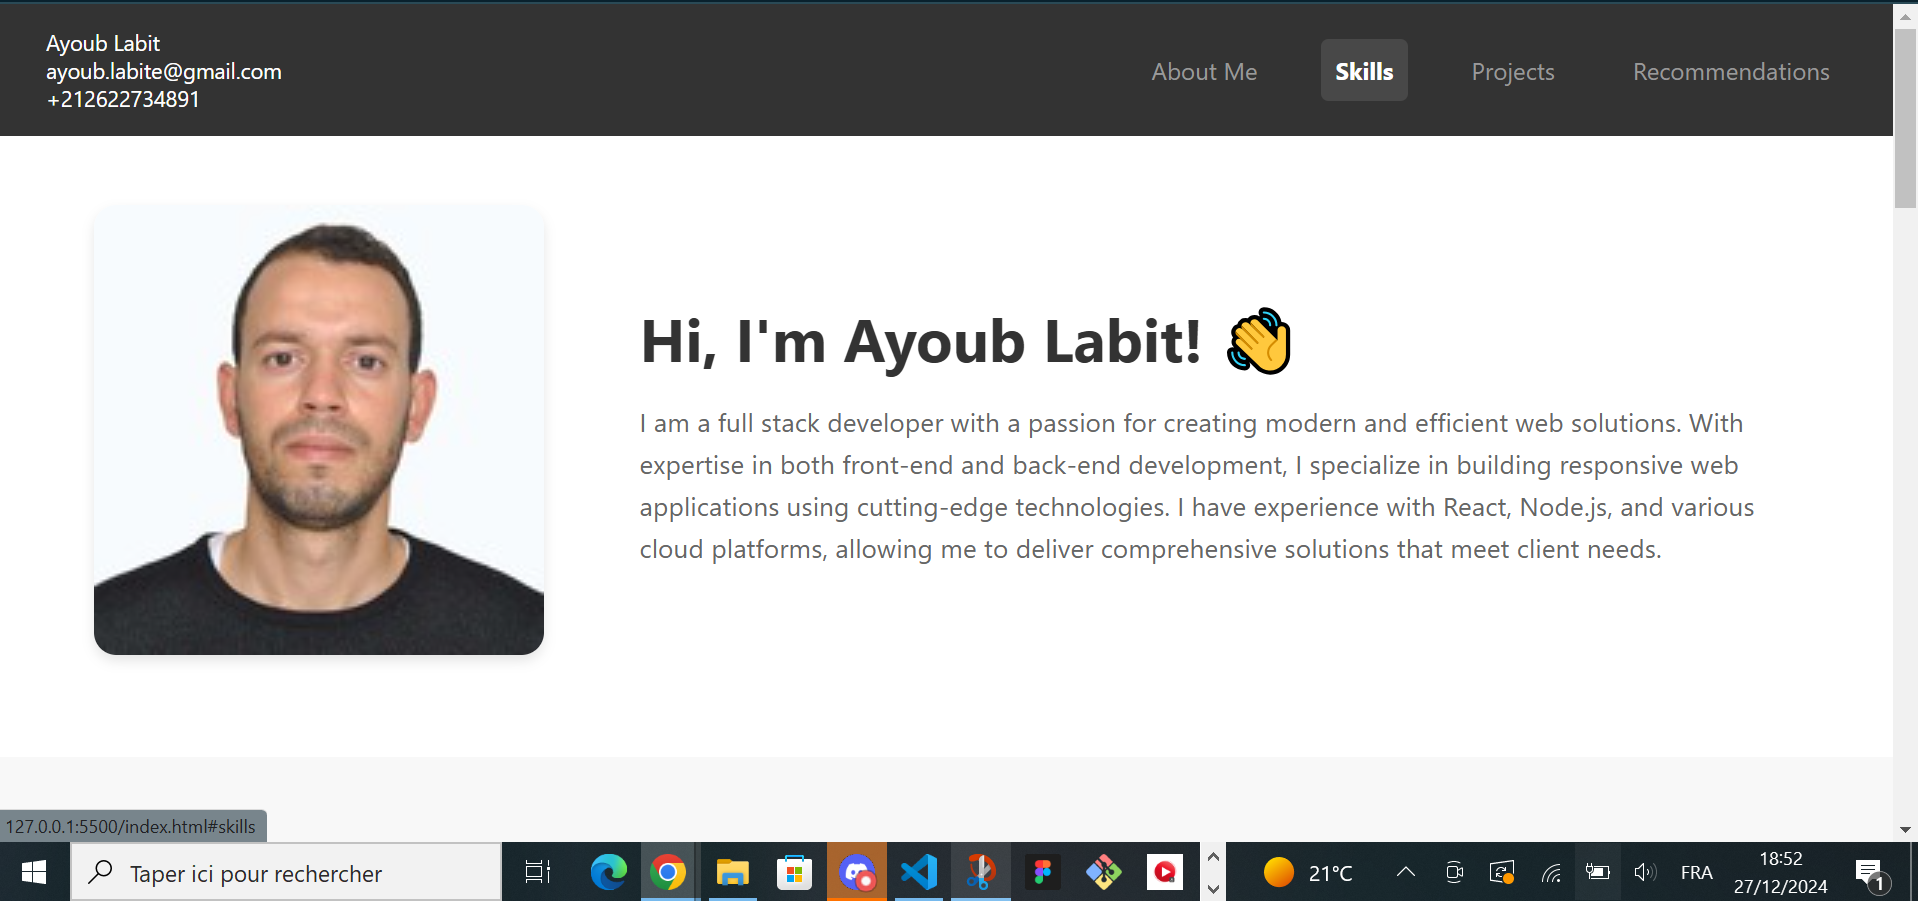 Ayoub Labit
ayoub.labite@gmail.com
+212622734891
About Me
Skills
Projects
Recommendations
Hi, I'm Ayoub Labit! 👋
I am a full stack developer with a passion for creating modern and efficient web solutions. With
expertise in both front-end and back-end development, I specialize in building responsive web
applications using cutting-edge technologies. I have experience with React, Node.js, and various
cloud platforms, allowing me to deliver comprehensive solutions that meet client needs.
127.0.0.1:5500/index.html#skills
Taper ici pour rechercher
21°C
FRA
18:52
27/12/2024
1